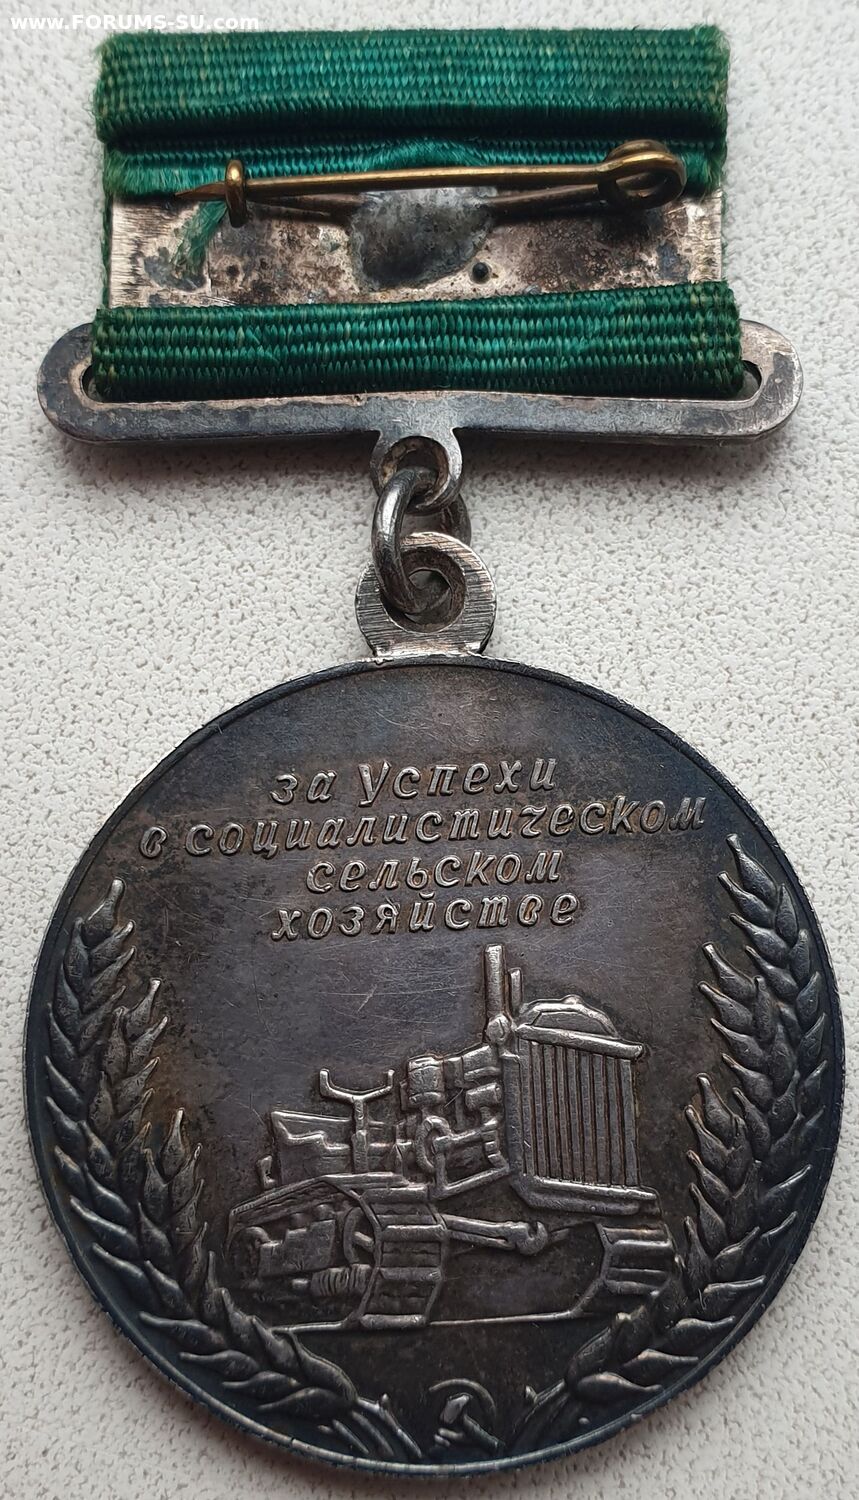 www.FORUMS-SU.com
за Успехи
в социалистическом
сельском
хозяйстве